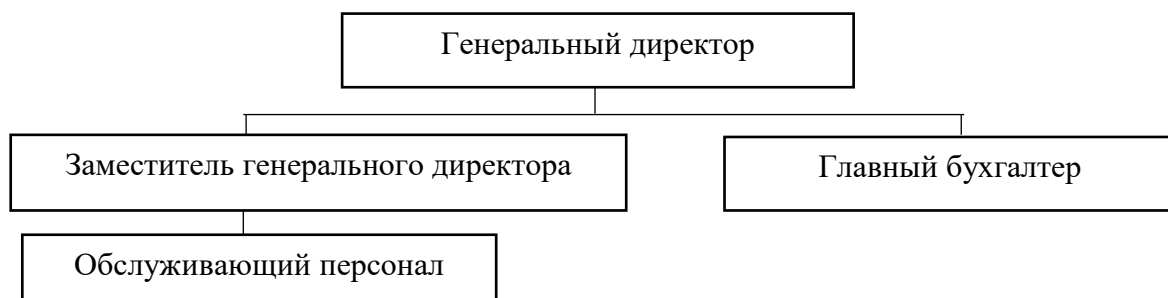 Генеральный директор
Заместитель генерального директора
Главный бухгалтер
Обслуживающий персонал